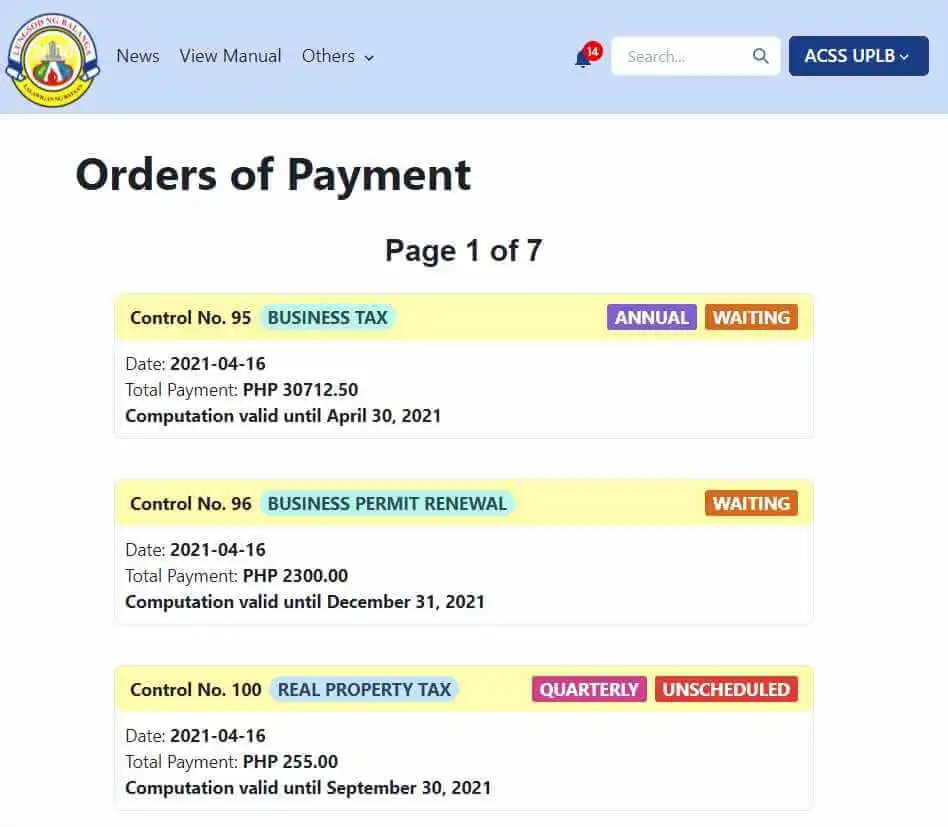 LUNGSOD NG BALANGA
LALAWIGAN NG BATAAN
News View Manual Others
14
Search...
ACSS UPLB
Orders of Payment
Page 1 of 7
Control No. 95 BUSINESS TAX ANNUAL WAITING
Date: 2021-04-16
Total Payment: PHP 30712.50
Computation valid until April 30, 2021
Control No. 96 BUSINESS PERMIT RENEWAL WAITING
Date: 2021-04-16
Total Payment: PHP 2300.00
Computation valid until December 31, 2021
Control No. 100 REAL PROPERTY TAX QUARTERLY UNSCHEDULED
Date: 2021-04-16
Total Payment: PHP 255.00
Computation valid until September 30, 2021